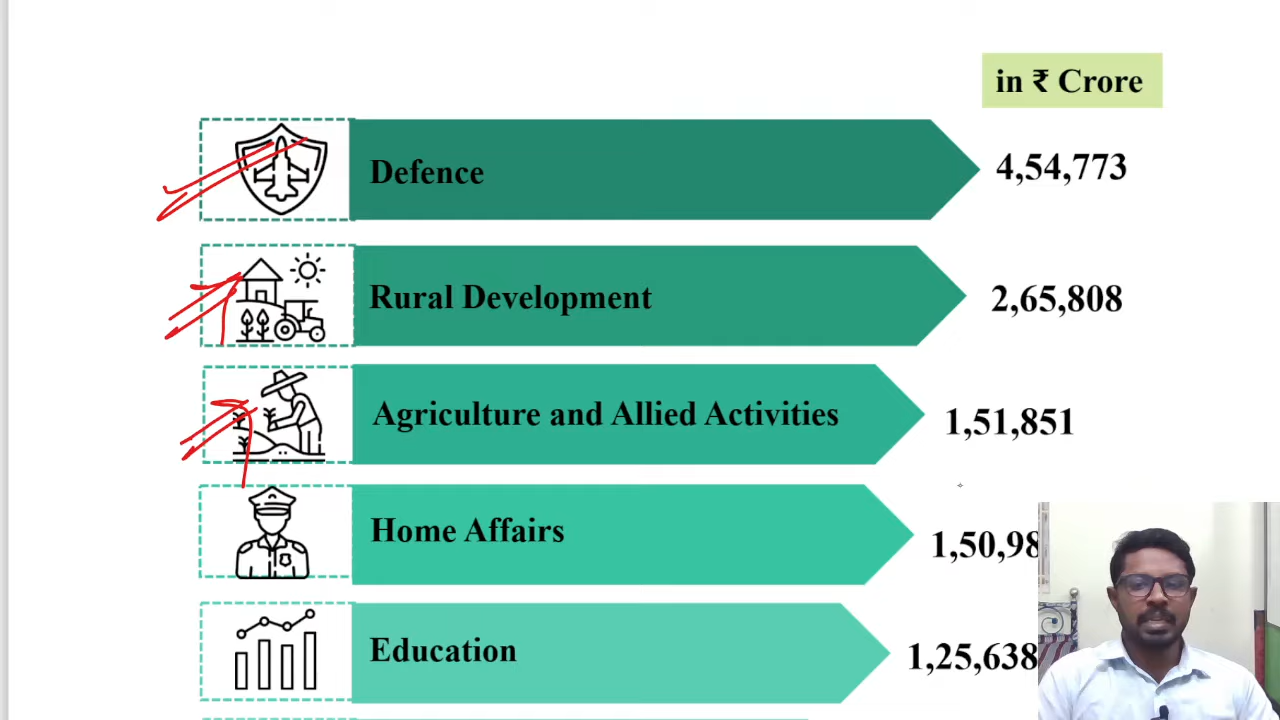 in ₹ Crore
Defence 4,54,773
Rural Development 2,65,808
Agriculture and Allied Activities 1,51,851
Home Affairs
Education 1,25,638